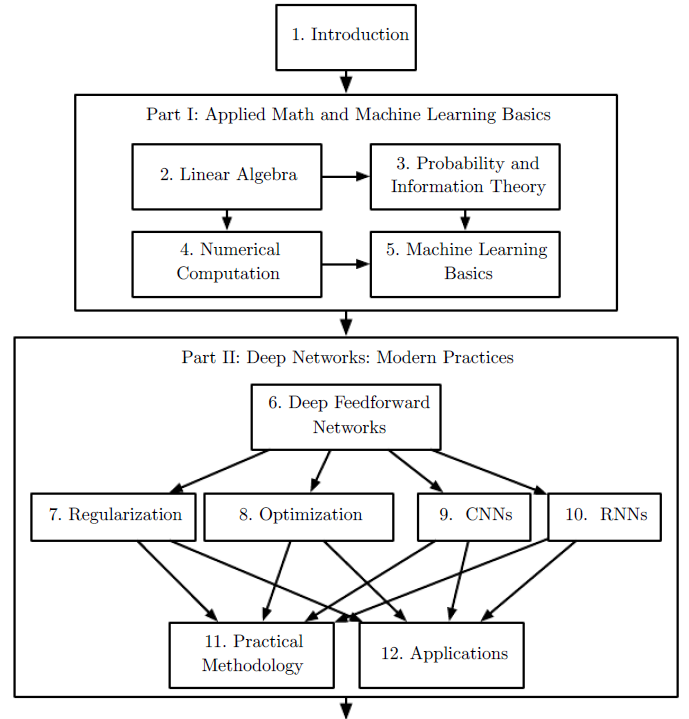 1. Introduction
Part I: Applied Math and Machine Learning Basics
2. Linear Algebra
3. Probability and
Information Theory
4. Numerical
Computation
5. Machine Learning
Basics
Part II: Deep Networks: Modern Practices
6. Deep Feedforward
Networks
7. Regularization
8. Optimization
9. CNNs
10. RNNs
11. Practical
Methodology
12. Applications